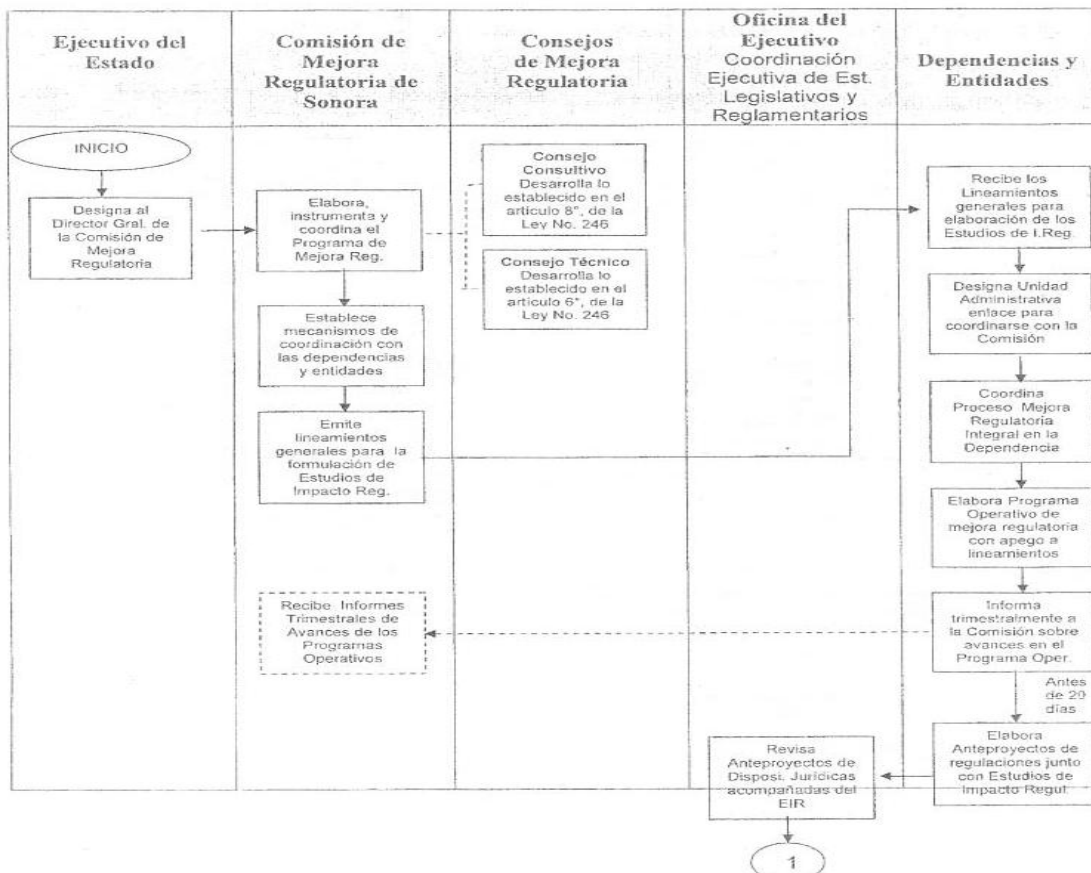 Ejecutivo del
Estado
Comisión de
Mejora
Regulatoria de
Sonora
Consejos
de Mejora
Regulatoria
Oficina del
Ejecutivo
Coordinación
Ejecutiva de Est.
Legislativos y
Reglamentarios
Dependencias y
Entidades
INICIO
Designa al
Director Gral. de
la Comisión de
Mejora
Regulatoria
Elabora,
instrumenta y
coordina el
Programa de
Mejora Reg.
Establece
mecanismos de
coordinación con
las dependencias
y entidades
Emite
lineamientos
generales para la
formulación de
Estudios de
Impacto Reg.
Recibe Informes
Trimestrales de
Avances de los
Programas
Operativos
Consejo
Consultivo
Desarrolla lo
establecido en el
artículo 8°, de la
Ley No. 246
Consejo Técnico
Desarrolla lo
establecido en el
artículo 6°, de la
Ley No. 246
Recibe los
Lineamientos
generales para
elaboración de los
Estudios de I.Reg.
Designa Unidad
Administrativa
enlace para
coordinarse con la
Comisión
Coordina
Proceso Mejora
Regulatoria
Integral en la
Dependencia
Elabora Programa
Operativo de
mejora regulatoria
con apego a
lineamientos
Informa
trimestralmente a
la Comisión sobre
avances en el
Programa Oper.
Antes
de 20
días
Elabora
Anteproyectos de
regulaciones junto
con Estudios de
Impacto Regul.
Revisa
Anteproyectos de
Disposi. Jurídicas
acompañadas del
EIR
1